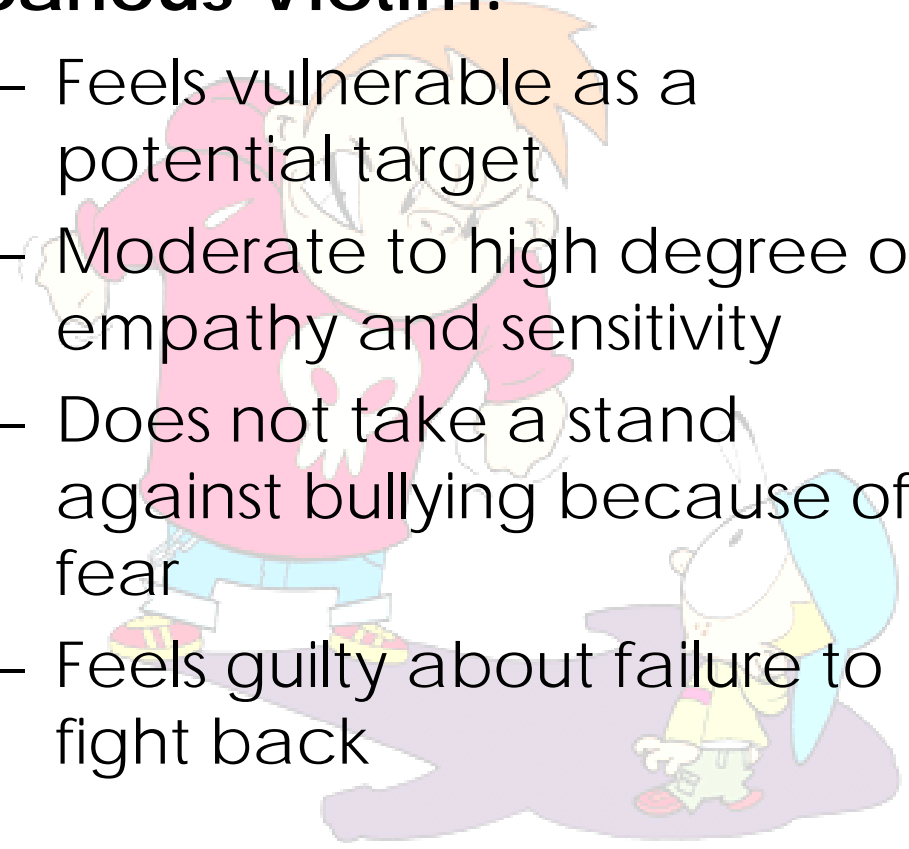 – Feels vulnerable as a
potential target
– Moderate to high degree o
empathy and sensitivity
– Does not take a stand
against bullying because of
fear
– Feels guilty about failure to
fight back